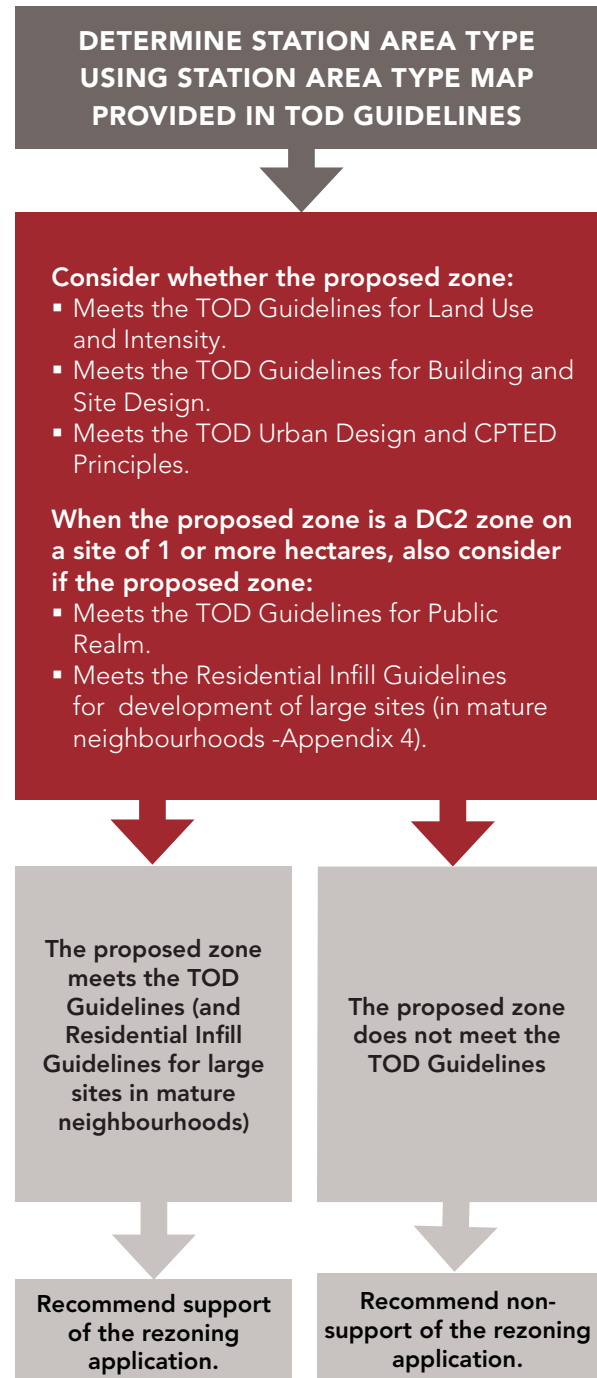 DETERMINE STATION AREA TYPE
USING STATION AREA TYPE MAP
PROVIDED IN TOD GUIDELINES
Consider whether the proposed zone:
▪ Meets the TOD Guidelines for Land Use
and Intensity.
▪ Meets the TOD Guidelines for Building and
Site Design.
▪ Meets the TOD Urban Design and CPTED
Principles.
When the proposed zone is a DC2 zone on
a site of 1 or more hectares, also consider
if the proposed zone:
▪ Meets the TOD Guidelines for Public
Realm.
▪ Meets the Residential Infill Guidelines
for development of large sites (in mature
neighbourhoods -Appendix 4).
The proposed zone
meets the TOD
Guidelines (and
Residential Infill
Guidelines for large
sites in mature
neighbourhoods)
The proposed zone
does not meet the
TOD Guidelines
Recommend support
of the rezoning
application.
Recommend non-
support of the rezoning
application.